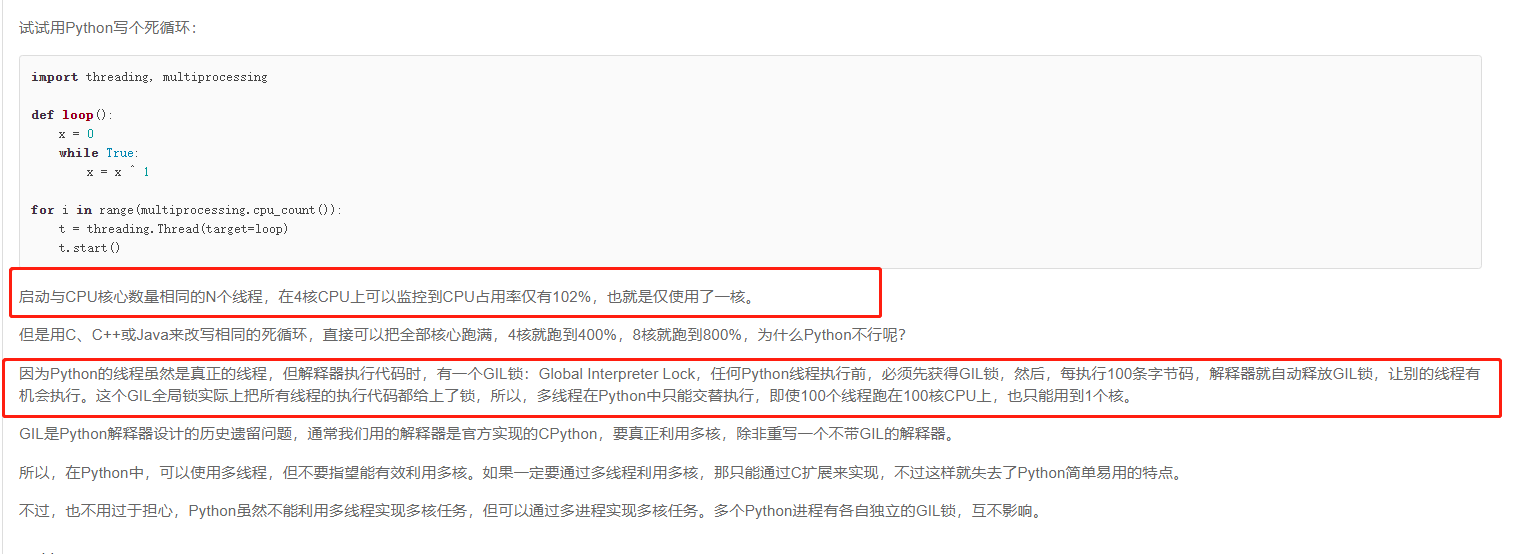 试试用Python写个死循环：
import threading, multiprocessing
def loop():
    x = 0
    while True:
        x = x ^ 1
for i in range(multiprocessing.cpu_count()):
    t = threading.Thread(target=loop)
    t.start()
启动与CPU核心数量相同的N个线程，在4核CPU上可以监控到CPU占用率仅有102%，也就是仅使用了一核。
但是用C、C++或Java来改写相同的死循环，直接可以把全部核心跑满，4核就跑到400%，8核就跑到800%，为什么Python不行呢？
因为Python的线程虽然是真正的线程，但解释器执行代码时，有一个GIL锁：Global Interpreter Lock，任何Python线程执行前，必须先获得GIL锁，然后，每执行100条字节码，解释器就自动释放GIL锁，让别的线程有
机会执行。这个GIL全局锁实际上把所有线程的执行代码都给上了锁，所以，多线程在Python中只能交替执行，即使100个线程跑在100核CPU上，也只能用到1个核。
GIL是Python解释器设计的历史遗留问题，通常我们用的解释器是官方实现的CPython，要真正利用多核，除非重写一个不带GIL的解释器。
所以，在Python中，可以使用多线程，但不要指望能有效利用多核。如果一定要通过多线程利用多核，那只能通过C扩展来实现，不过这样就失去了Python简单易用的特点。
不过，也不用过于担心，Python虽然不能利用多线程实现多核任务，但可以通过多进程实现多核任务。多个Python进程有各自独立的GIL锁，互不影响。